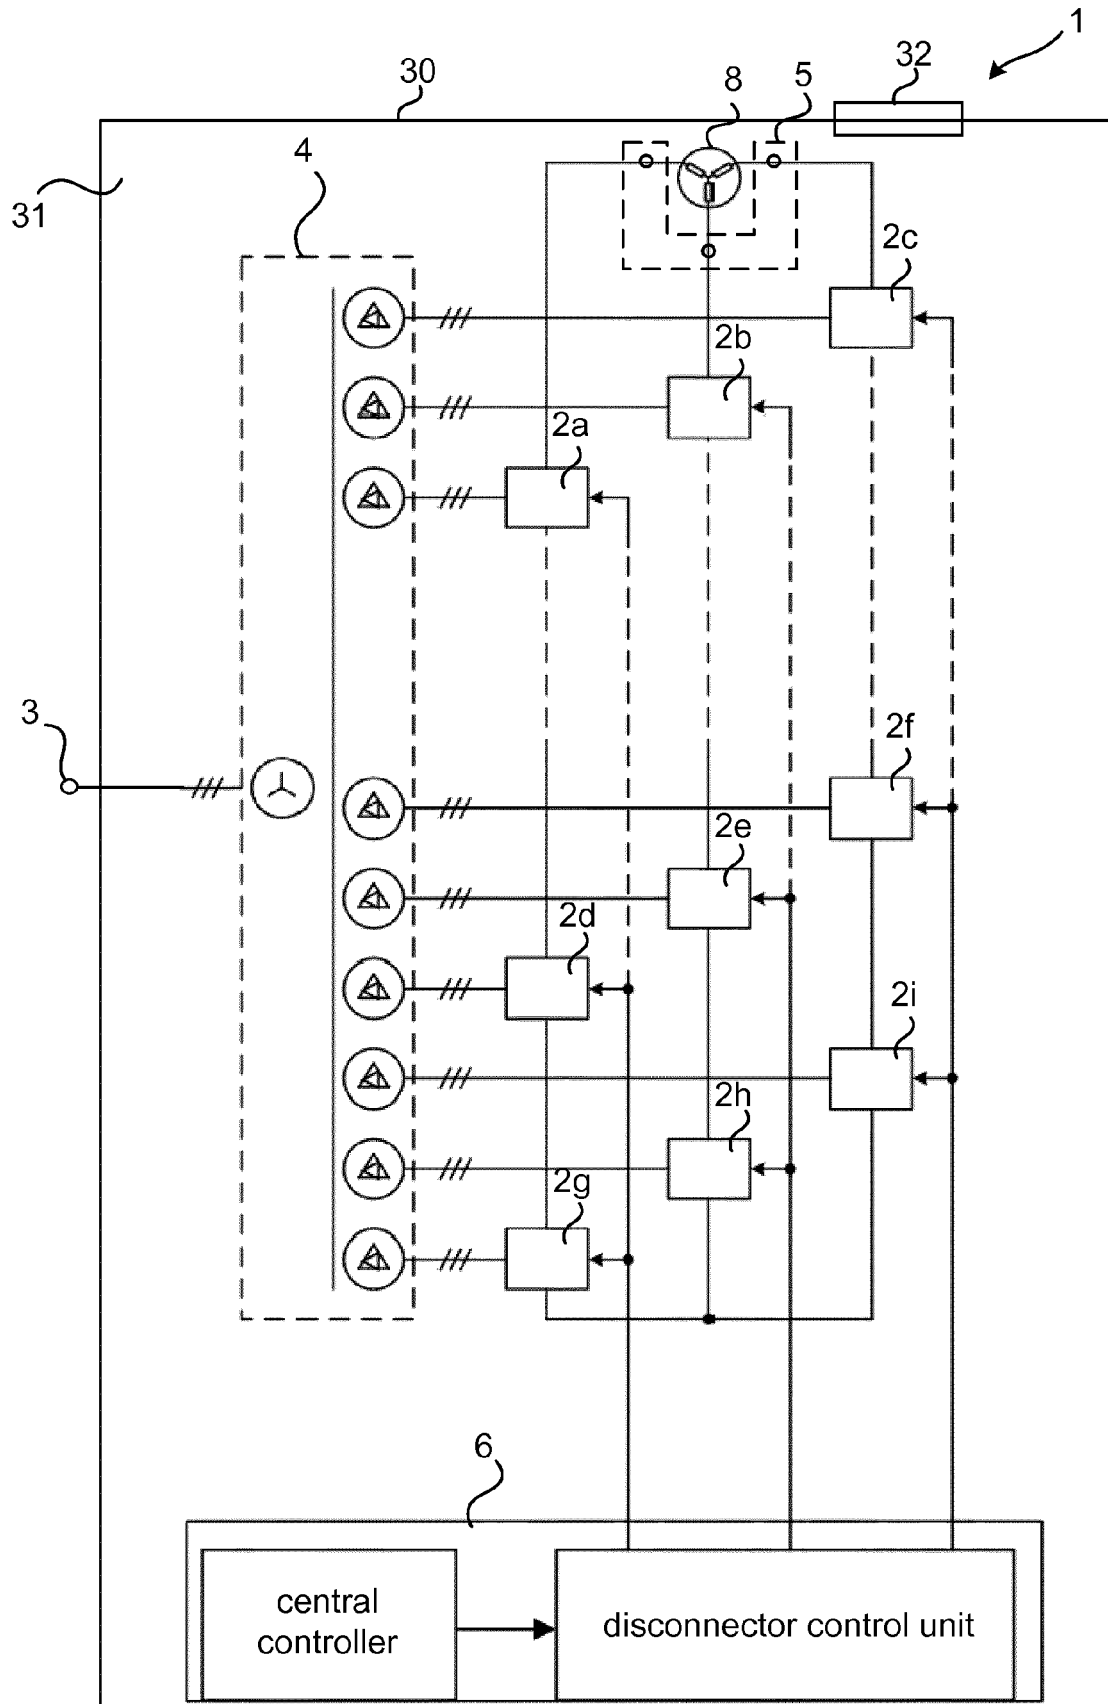 1
32
30
5
8
4
31
2c
2b
2a
3
2f
2e
2d
2i
2h
2g
6
central
controller
disconnector control unit